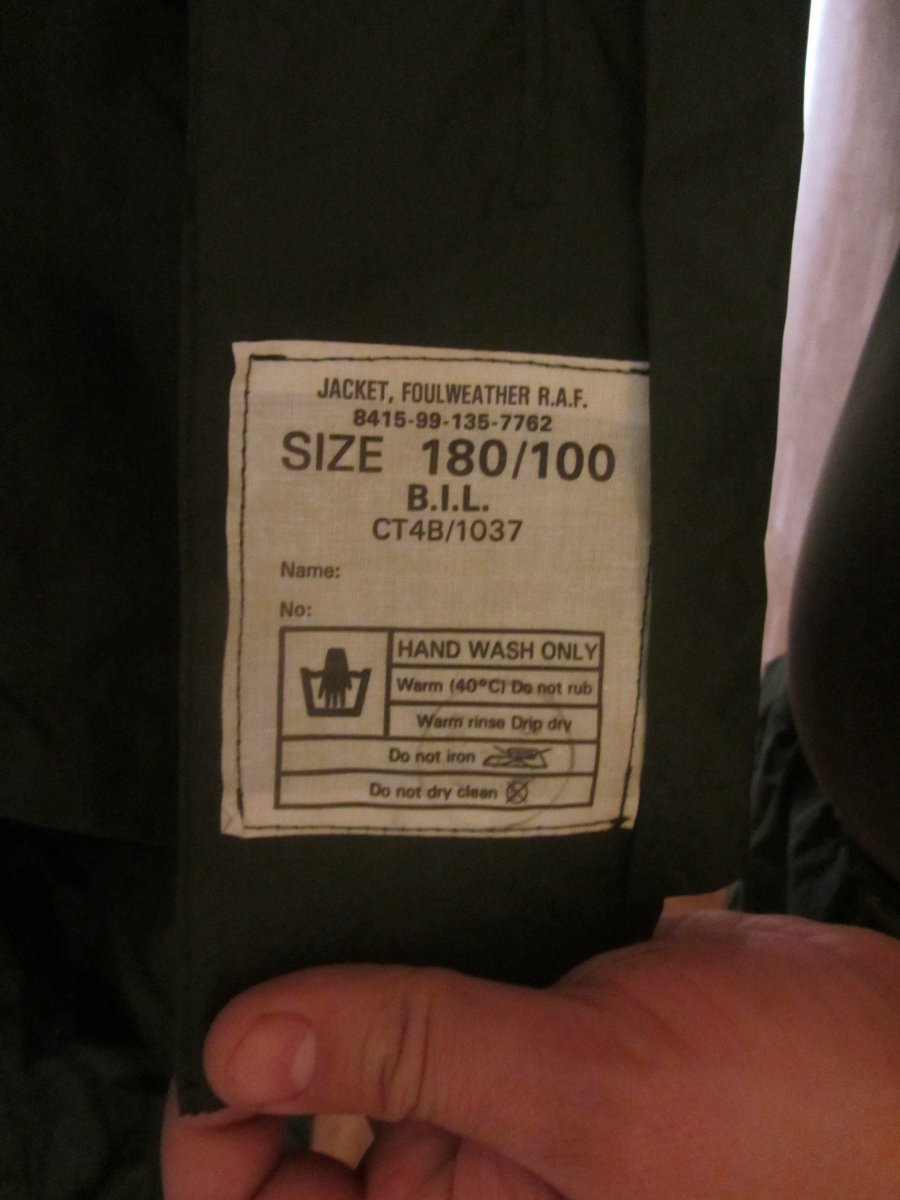 JACKET, FOULWEATHER R.A.F.
8415-99-135-7762
SIZE 180/100
B.I.L.
CT4B/1037
Name:
No:
HAND WASH ONLY
Warm (40°C) Do not rub
Warm rinse Drip dry
Do not iron
Do not dry clean